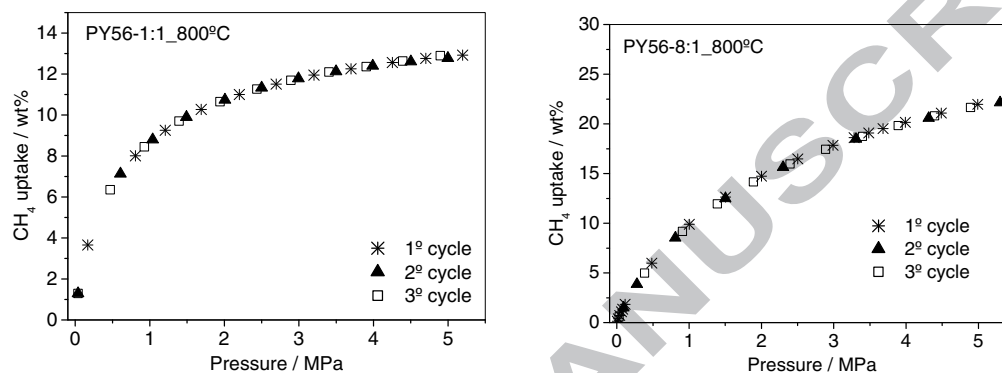 PY56-1:1_800ºC
CH4 uptake / wt%
14
12
10
8
6
4
2
0
0 1 2 3 4 5
Pressure / MPa
1º cycle
2º cycle
3º cycle
PY56-8:1_800ºC
CH4 uptake / wt%
30
25
20
15
10
5
0
0 1 2 3 4 5
Pressure / MPa
1º cycle
2º cycle
3º cycle
ANUSCR